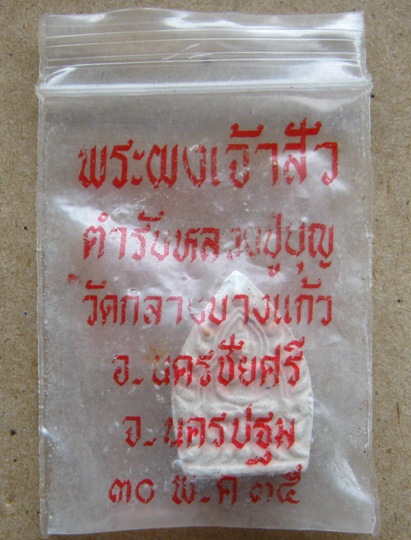 พระผงเจ้าสัว
ตำรับหลวงปู่บุญ
วัดกลางบางแก้ว
อ.นครชัยศรี
จ.นครปฐม
๓๐ พ.ค ๓๕